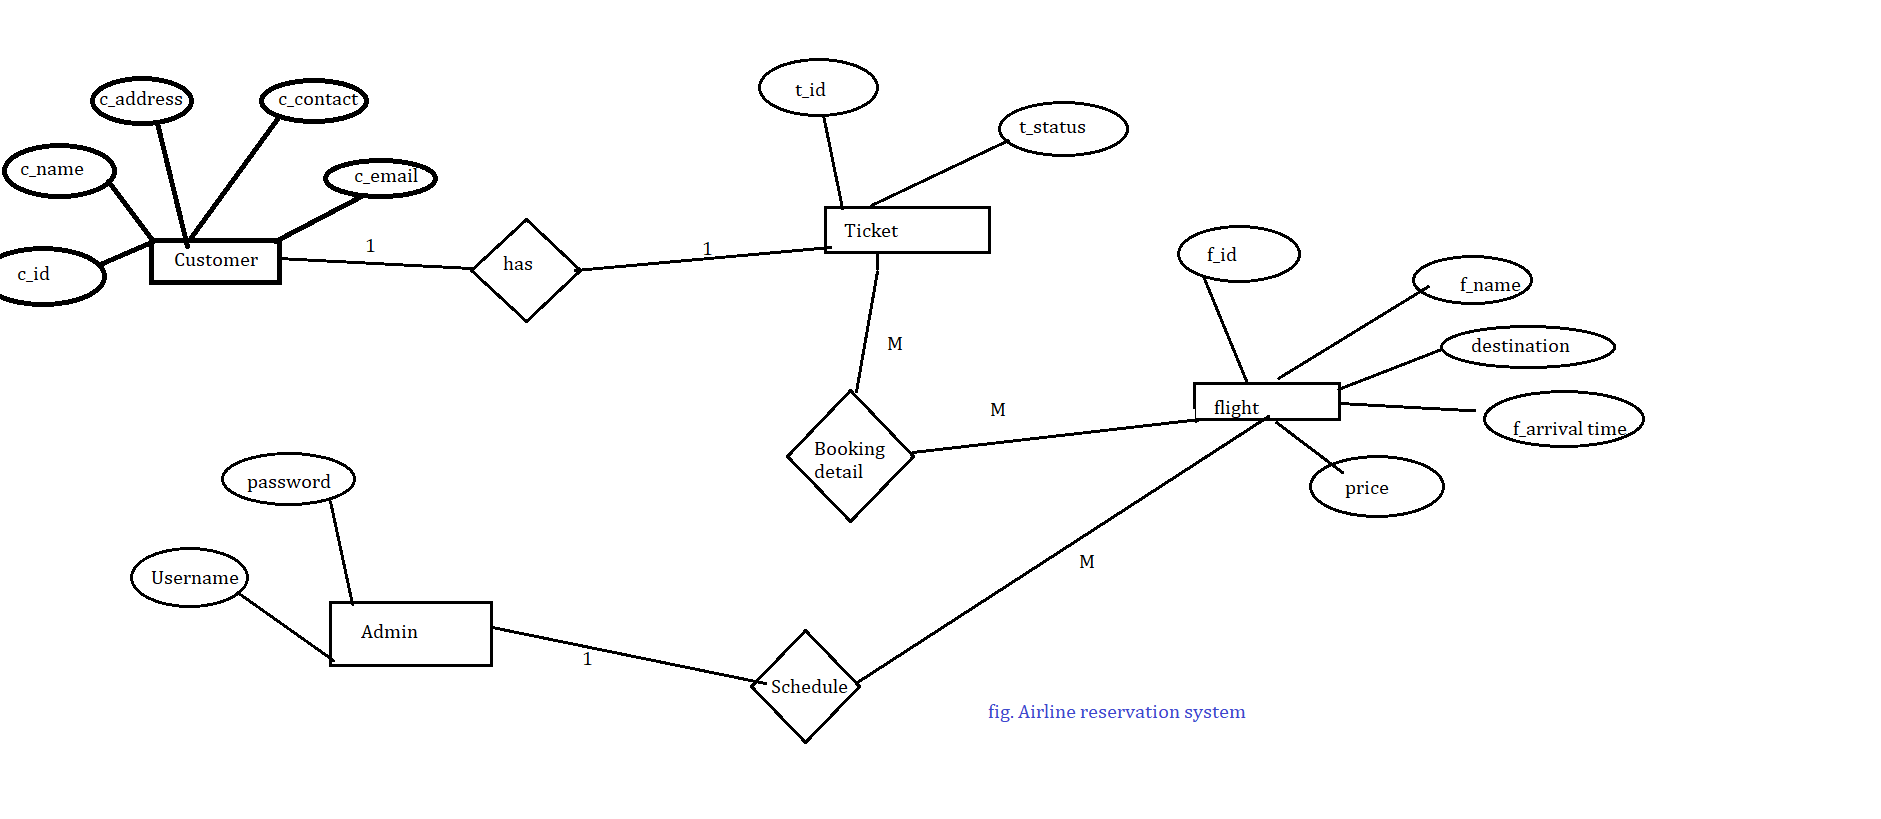 t_id
c_address
c_contact
t_status
c_name
c_email
Ticket
1
1
Customer
has
c_id
f_id
f_name
M
destination
M
flight
f_arrival time
Booking
detail
password
price
M
Username
Admin
1
Schedule
fig. Airline reservation system